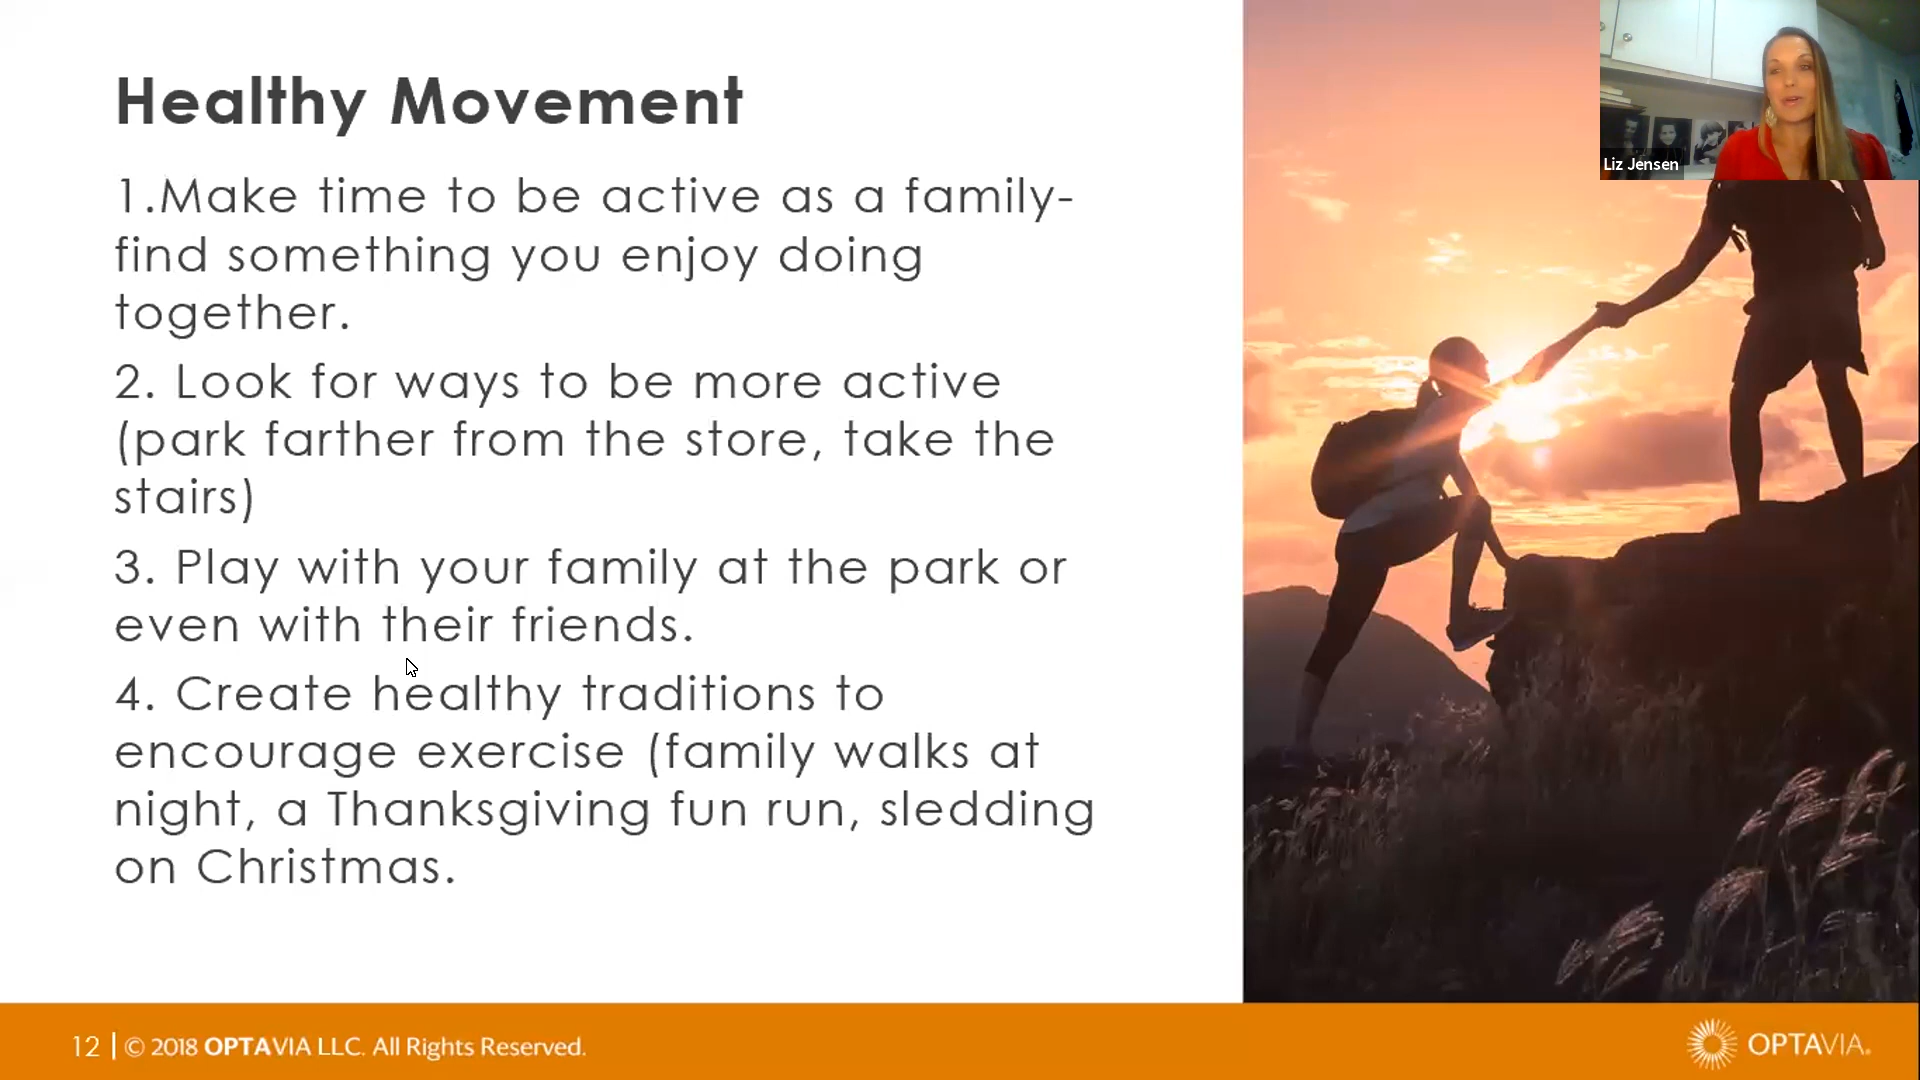 Healthy Movement
1.Make time to be active as a family-
find something you enjoy doing
together.
2. Look for ways to be more active
(park farther from the store, take the
stairs)
3. Play with your family at the park or
even with their friends.
4. Create healthy traditions to
encourage exercise (family walks at
night, a Thanksgiving fun run, sledding
on Christmas.
Liz Jensen
12 | © 2018 OPTAVIA LLC. All Rights Reserved.
OPTAVIA®